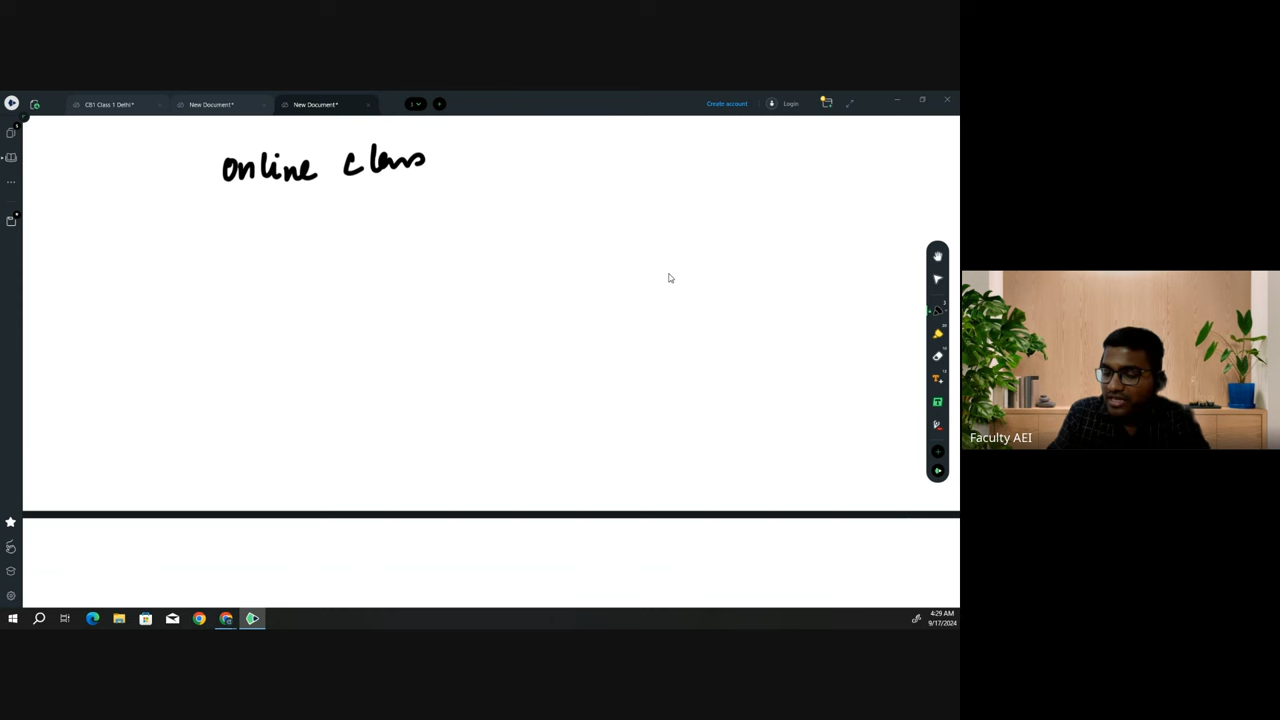 CB1 Class 1 Delhi*
New Document*
New Document*
1
Create account
Login
online class
Faculty AEI
4:29 AM
9/17/2024